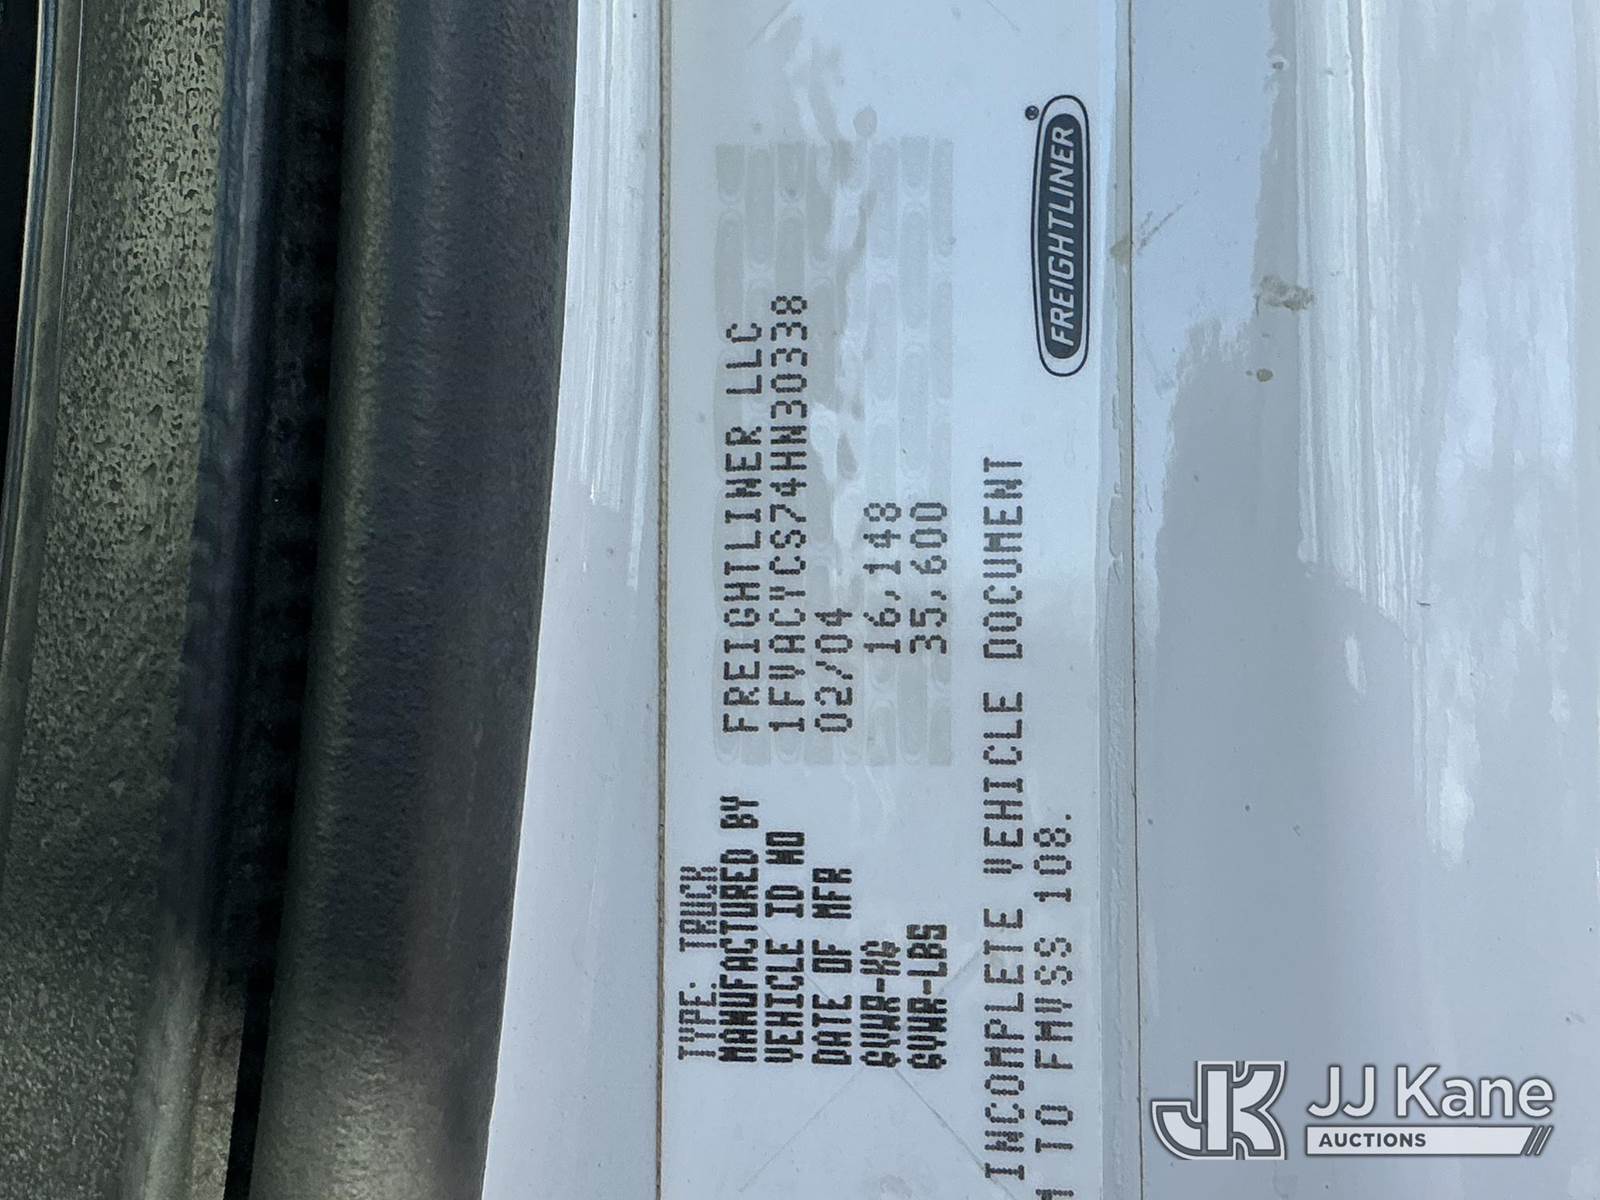 TYPE: TRUCK
MANUFACTURED BY FREIGHTLINER LLC
VEHICLE ID NO 1FVACYCS74HN30338
DATE OF MFR 02/04
GVWR-KG 16,148
GVWR-LBS 35,600
INCOMPLETE VEHICLE DOCUMENT
TO FMVSS 108.
FREIGHTLINER®
JK JJ Kane
AUCTIONS